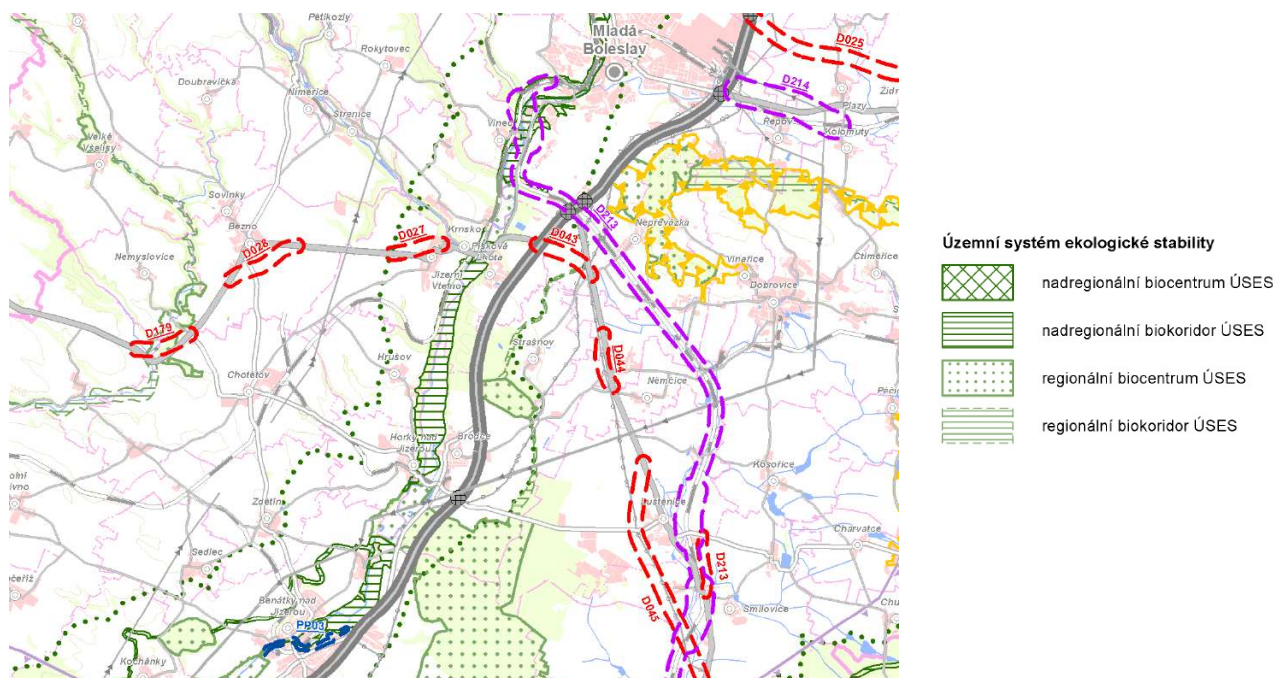 Pětikozly
Rokytovec
Mladá
Boleslav
D025
Doubravička
Niměřice
Strenice
D214
Plazy
Řepov
Kolomuty
Velké
Všelisy
Vinec
Sovínky
Bezno
D028
D027
Krnsko
Písková
Lhota
D043
D213
Nepřevázka
Nemyslovice
Jizerní
Vtelno
Vinařice
Ctiměřice
Dobrovice
D179
Strašnov
D044
Hrušov
Chotětov
Němčice
Horky nad
Jizerou
Brodce
Kosořice
Zdětín
Luštěnice
Charvatce
Sedlec
D213
Benátky nad
Jizerou
PP03
D045
Smilovice
Kochánky
Územní systém ekologické stability
nadregionální biocentrum ÚSES
nadregionální biokoridor ÚSES
regionální biocentrum ÚSES
regionální biokoridor ÚSES